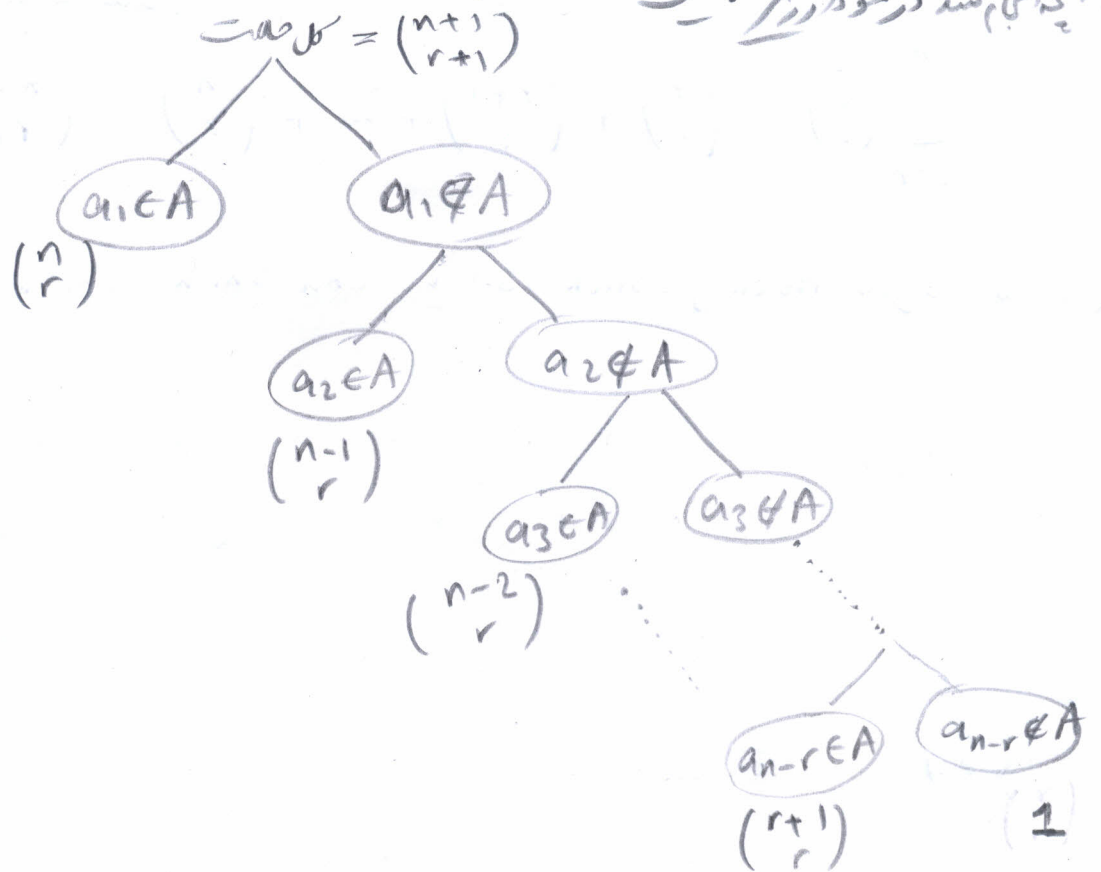 کل حالات = (n+1 r+1)
a₁∈A
a₁∉A
(n r)
a₂∈A
a₂∉A
(n-1 r)
a₃∈A
a₃∉A
(n-2 r)
aₙ₋ᵣ∈A
aₙ₋ᵣ∉A
(r+1 r)
1